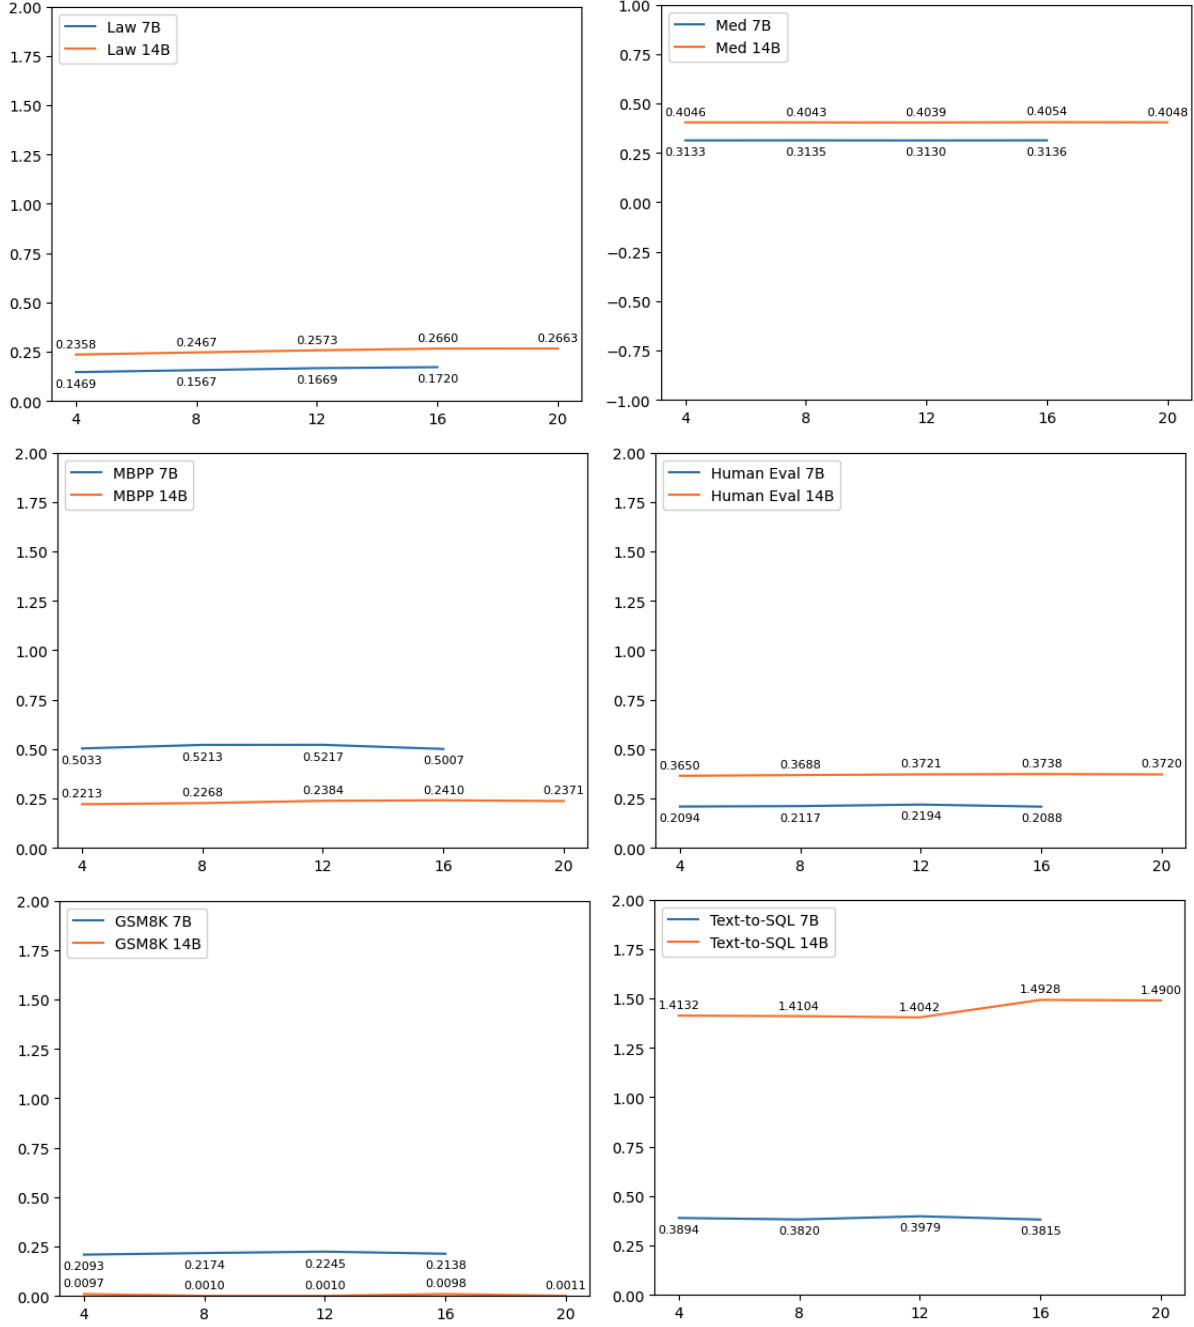 2.00
1.75
1.50
1.25
1.00
0.75
0.50
0.25
0.00
Law 7B
Law 14B
0.2358 0.2467 0.2573 0.2660 0.2663
0.1469 0.1567 0.1669 0.1720
4 8 12 16 20
1.00
0.75
0.50
0.25
0.00
−0.25
−0.50
−0.75
−1.00
Med 7B
Med 14B
0.4046 0.4043 0.4039 0.4054 0.4048
0.3133 0.3135 0.3130 0.3136
4 8 12 16 20
2.00
1.75
1.50
1.25
1.00
0.75
0.50
0.25
0.00
MBPP 7B
MBPP 14B
0.5033 0.5213 0.5217 0.5007
0.2213 0.2268 0.2384 0.2410 0.2371
4 8 12 16 20
2.00
1.75
1.50
1.25
1.00
0.75
0.50
0.25
0.00
Human Eval 7B
Human Eval 14B
0.3650 0.3688 0.3721 0.3738 0.3720
0.2094 0.2117 0.2194 0.2088
4 8 12 16 20
2.00
1.75
1.50
1.25
1.00
0.75
0.50
0.25
0.00
GSM8K 7B
GSM8K 14B
0.2093 0.2174 0.2245 0.2138
0.0097 0.0010 0.0010 0.0098 0.0011
4 8 12 16 20
2.00
1.75
1.50
1.25
1.00
0.75
0.50
0.25
0.00
Text-to-SQL 7B
Text-to-SQL 14B
1.4132 1.4104 1.4042 1.4928 1.4900
0.3894 0.3820 0.3979 0.3815
4 8 12 16 20